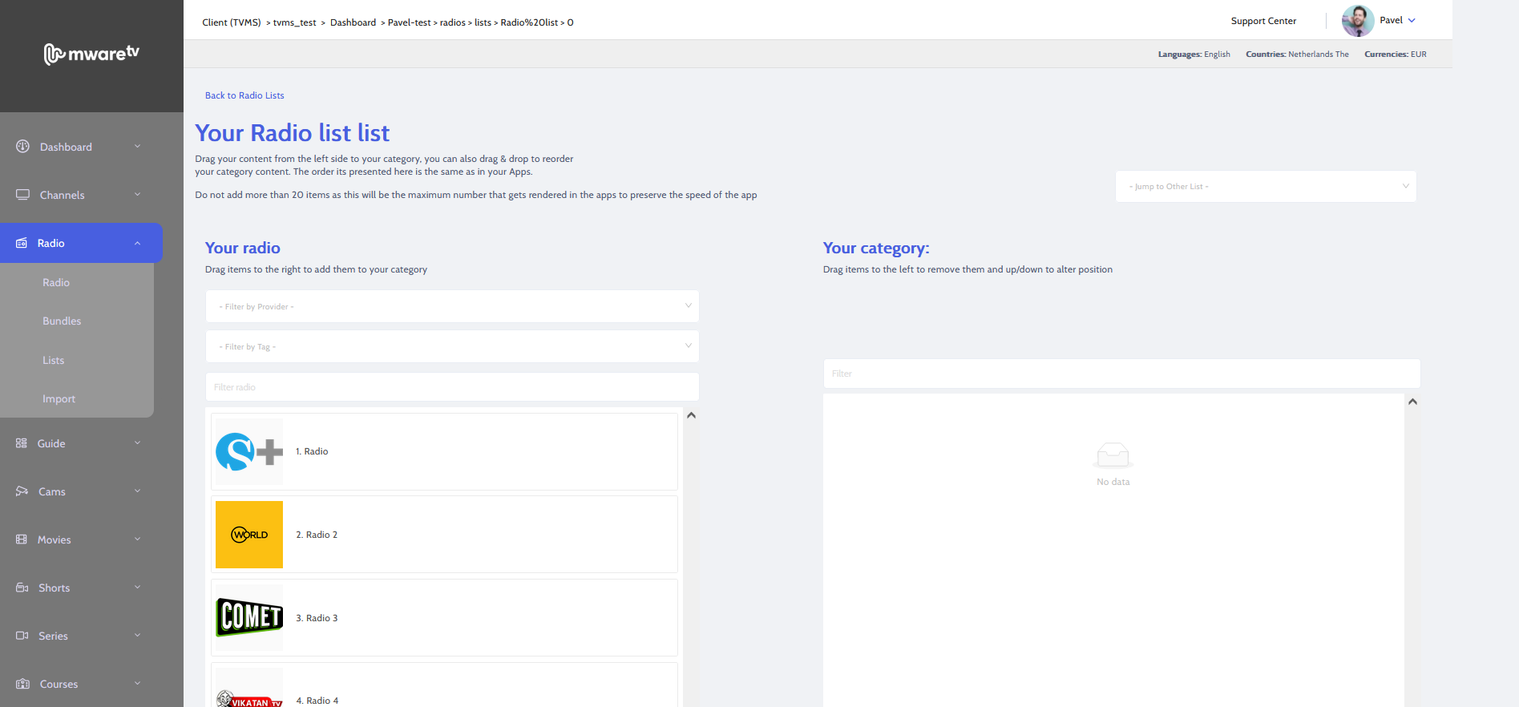 mwaretv
Client (TVMS) > tvms_test > Dashboard > Pavel-test > radios > lists > Radio%20list > 0
Support Center
Pavel
Languages: English Countries: Netherlands The Currencies: EUR
Dashboard
Channels
Radio
Radio
Bundles
Lists
Import
Guide
Cams
Movies
Shorts
Series
Courses
Back to Radio Lists
Your Radio list list
Drag your content from the left side to your category, you can also drag & drop to reorder
your category content. The order its presented here is the same as in your Apps.
Do not add more than 20 items as this will be the maximum number that gets rendered in the apps to preserve the speed of the app
- Jump to Other List -
Your radio
Drag items to the right to add them to your category
- Filter by Provider -
- Filter by Tag -
Filter radio
S+
1. Radio
WORLD
2. Radio 2
COMET
3. Radio 3
VIKATAN TV
4. Radio 4
Your category:
Drag items to the left to remove them and up/down to alter position
Filter
No data